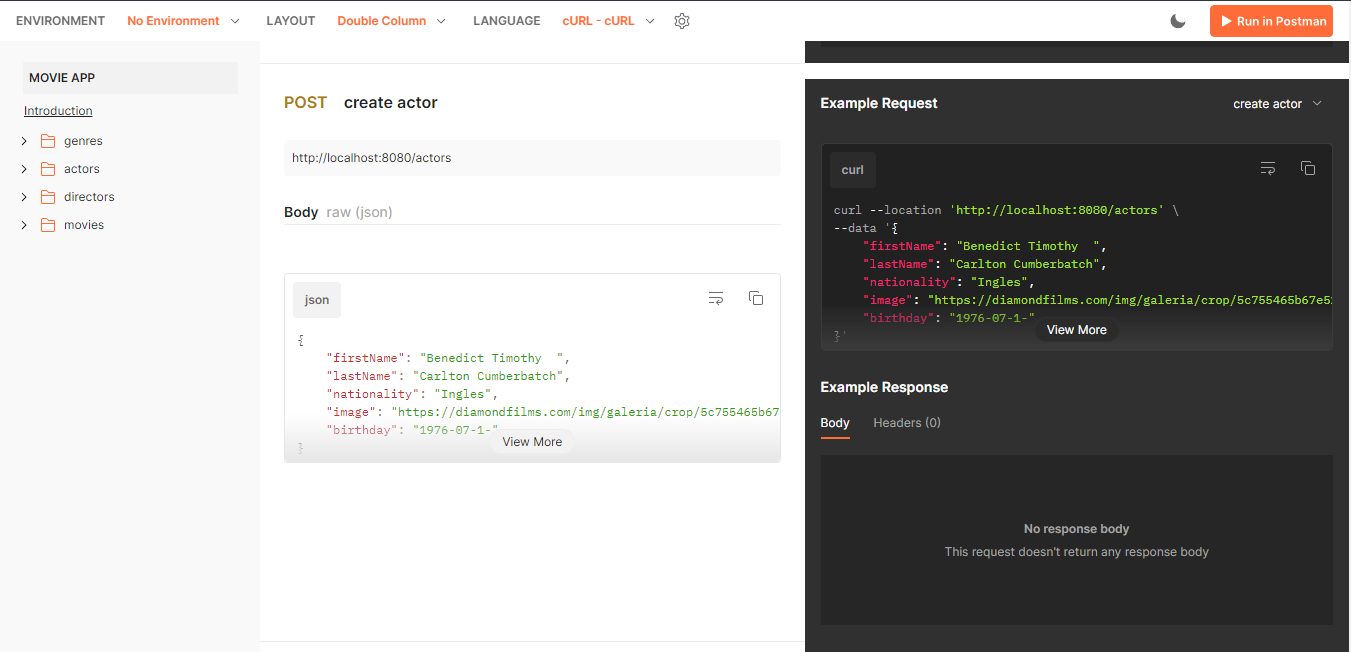 ENVIRONMENT No Environment LAYOUT Double Column LANGUAGE cURL - cURL Run in Postman
MOVIE APP
Introduction
genres
actors
directors
movies
POST create actor
http://localhost:8080/actors
Body raw (json)
json
{
"firstName": "Benedict Timothy  ",
"lastName": "Carlton Cumberbatch",
"nationality": "Ingles",
"image": "https://diamondfilms.com/img/galeria/crop/5c755465b67
"birthday": "1976-07-1-"
View More
}
Example Request create actor
curl
curl --location 'http://localhost:8080/actors' \
--data '{
"firstName": "Benedict Timothy  ",
"lastName": "Carlton Cumberbatch",
"nationality": "Ingles",
"image": "https://diamondfilms.com/img/galeria/crop/5c755465b67e5
"birthday": "1976-07-1-"
View More
}'
Example Response
Body Headers (0)
No response body
This request doesn't return any response body